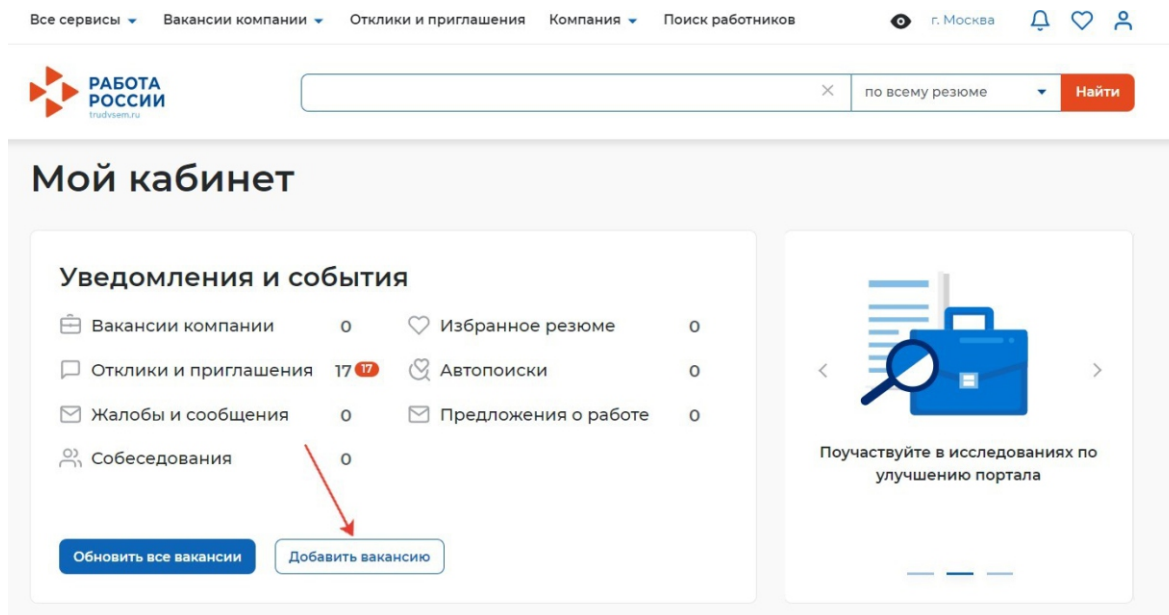 Все сервисы Вакансии компании Отклики и приглашения Компания Поиск работников г. Москва
РАБОТА
РОССИИ
trudvsem.ru
по всему резюме Найти
Мой кабинет
Уведомления и события
Вакансии компании 0 Избранное резюме 0
Отклики и приглашения 17 17 Автопоиски 0
Жалобы и сообщения 0 Предложения о работе 0
Собеседования 0
Обновить все вакансии Добавить вакансию
Поучаствуйте в исследованиях по
улучшению портала